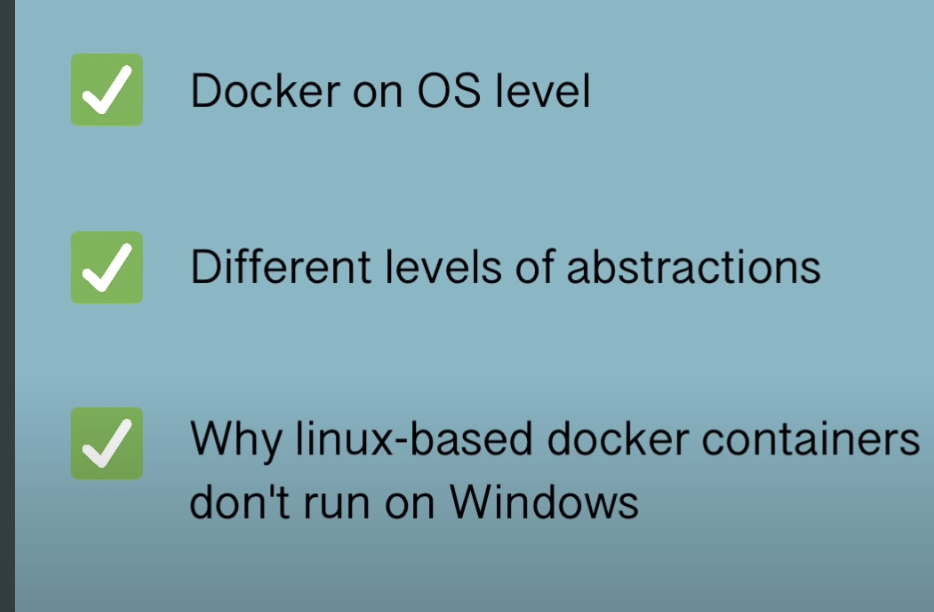 Docker on OS level
Different levels of abstractions
Why linux-based docker containers
don't run on Windows